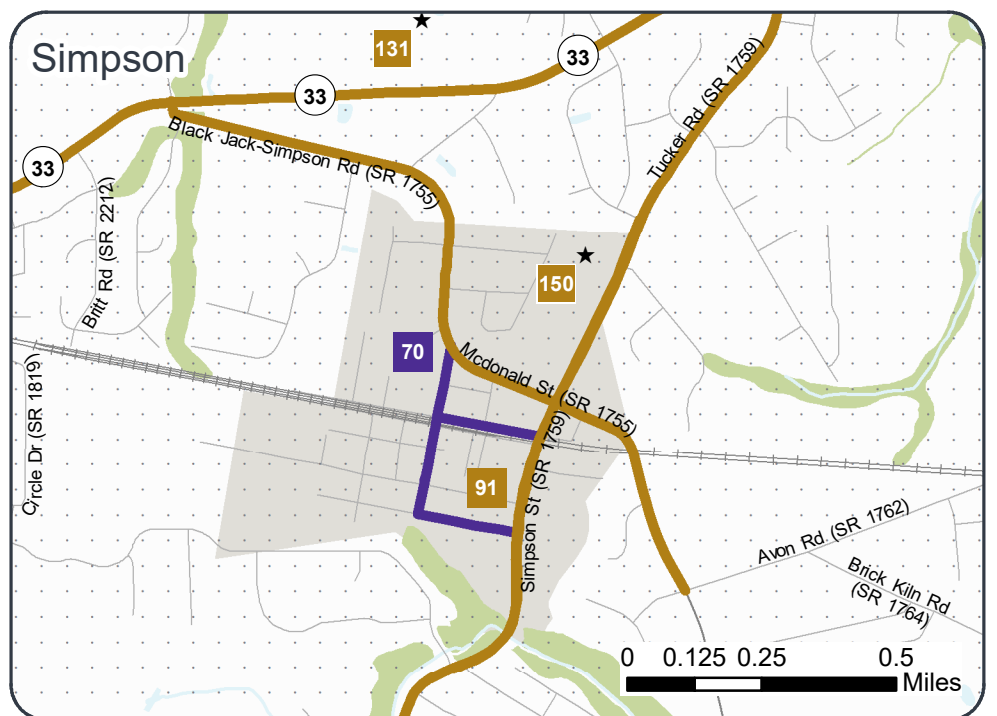 Simpson
131
33
33
33
Black Jack-Simpson Rd (SR 1755)
Tucker Rd (SR 1759)
Britt Rd (SR 2212)
150
70
Mcdonald St (SR 1755)
Circle Dr (SR 1819)
91
Simpson St (SR 1759)
Avon Rd (SR 1762)
Brick Kiln Rd
(SR 1764)
0 0.125 0.25 0.5
Miles